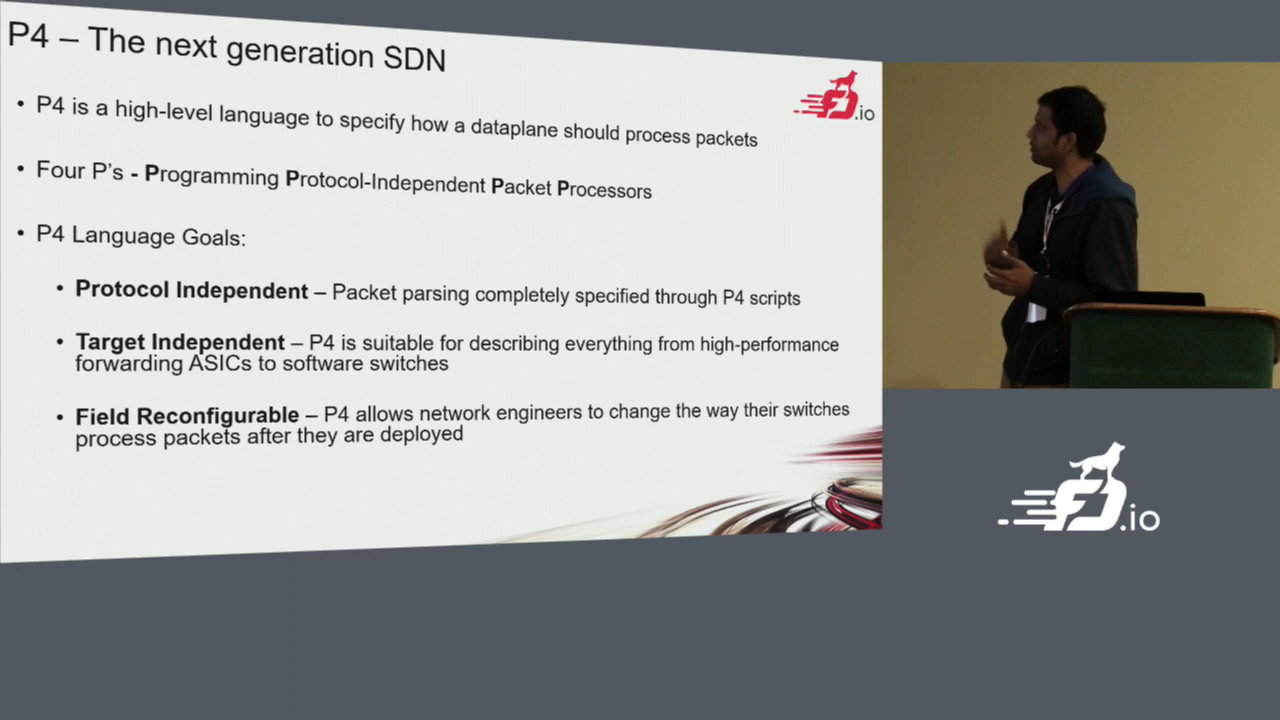 P4 – The next generation SDN
.io
• P4 is a high-level language to specify how a dataplane should process packets
• Four P's - Programming Protocol-Independent Packet Processors
• P4 Language Goals:
• Protocol Independent – Packet parsing completely specified through P4 scripts
• Target Independent – P4 is suitable for describing everything from high-performance
forwarding ASICs to software switches
• Field Reconfigurable – P4 allows network engineers to change the way their switches
process packets after they are deployed
FD.io